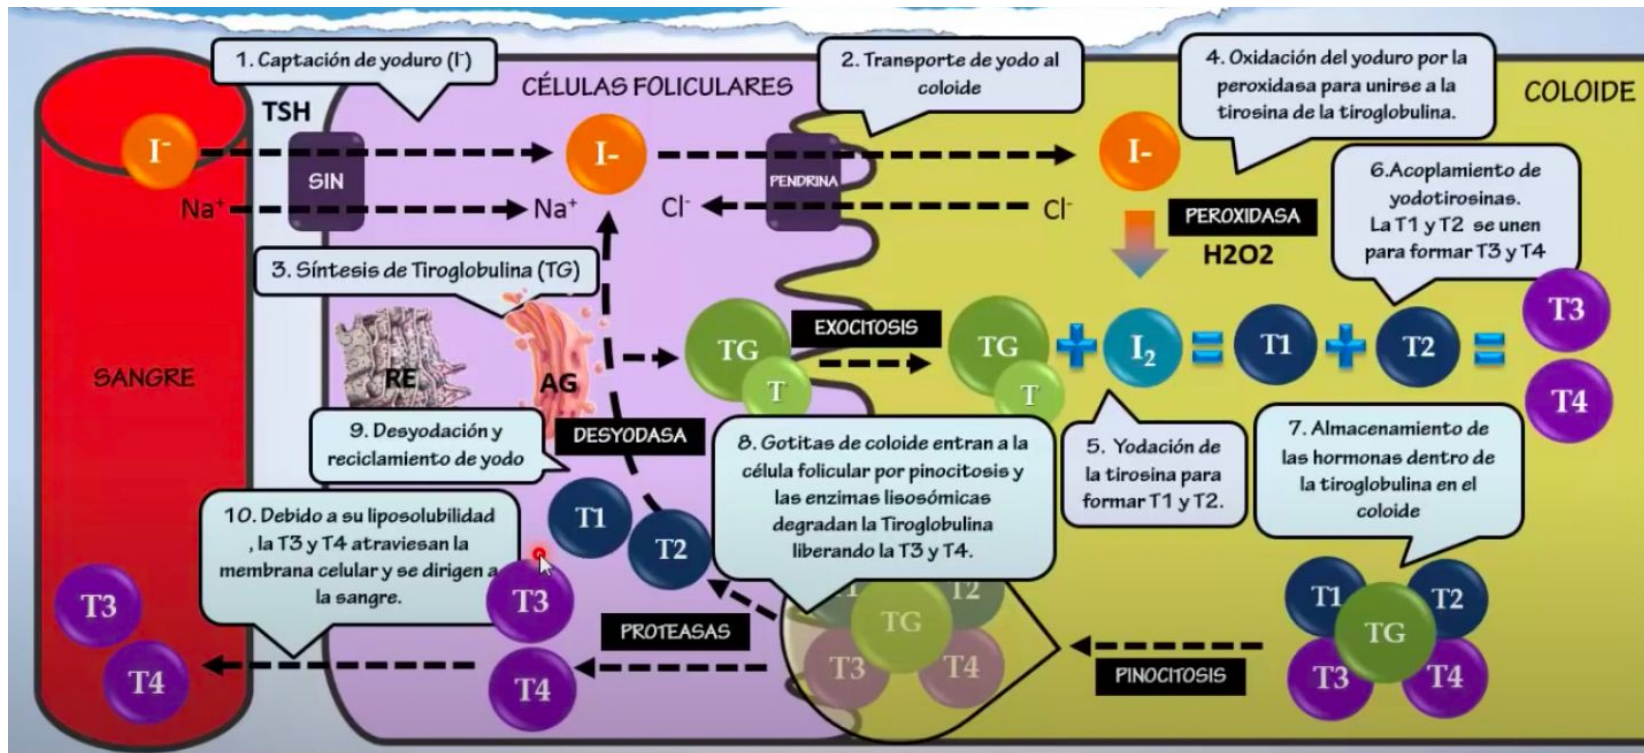 1. Captación de yoduro (I⁻)
TSH
CÉLULAS FOLICULARES
2. Transporte de yodo al
coloide
4. Oxidación del yoduro por la
peroxidasa para unirse a la
tirosina de la tiroglobulina.
COLOIDE
I⁻
SIN
I-
PENDRINA
I-
Na⁺
Na⁺
Cl⁻
Cl⁻
PEROXIDASA
H2O2
6.Acoplamiento de
yodotirosinas.
La T1 y T2 se unen
para formar T3 y T4
3. Síntesis de Tiroglobulina (TG)
SANGRE
RE
AG
TG
T
EXOCITOSIS
TG
T
I₂
T1
T2
T3
T4
DESYODASA
9. Desyodación y
reciclamiento de yodo
8. Gotitas de coloide entran a la
célula folicular por pinocitosis y
las enzimas lisosómicas
degradan la Tiroglobulina
liberando la T3 y T4.
5. Yodación de
la tirosina para
formar T1 y T2.
7. Almacenamiento de
las hormonas dentro de
la tiroglobulina en el
coloide
10. Debido a su liposolubilidad
, la T3 y T4 atraviesan la
membrana celular y se dirigen a
la sangre.
T1
T2
T3
T4
T3
T4
PROTEASAS
T1
T2
TG
T3
T4
PINOCITOSIS
T1
T2
TG
T3
T4